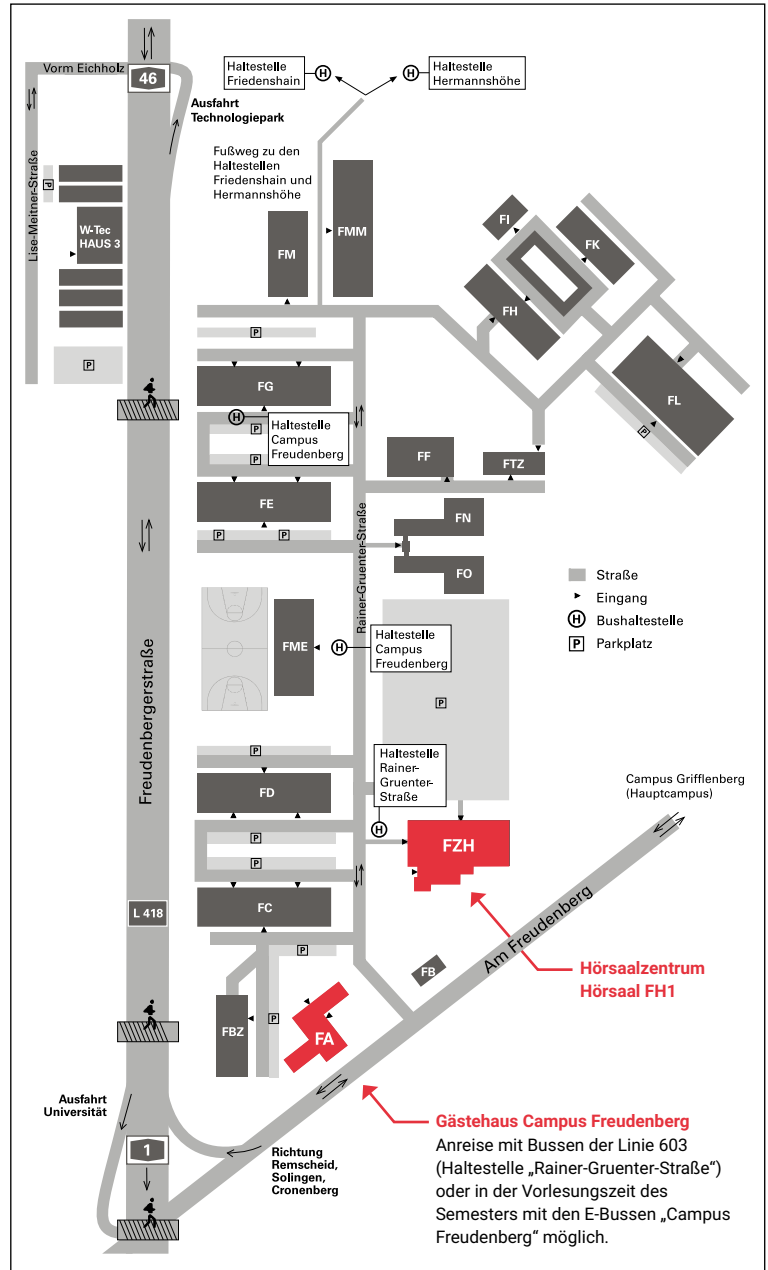 Vorm Eichholz
46
Ausfahrt
Technologiepark
Haltestelle
Friedenshain
H
H
Haltestelle
Hermannshöhe
Fußweg zu den
Haltestellen
Friedenshain und
Hermannshöhe
Lise-Meitner-Straße
P
W-Tec
HAUS 3
P
FM
FMM
FI
FK
FH
FL
P
P
FG
H
Haltestelle
Campus
Freudenberg
P
P
FF
FTZ
FE
P
P
FN
FO
Rainer-Gruenter-Straße
Straße
Eingang
H
Bushaltestelle
P
Parkplatz
FME
H
Haltestelle
Campus
Freudenberg
P
Freudenbergerstraße
P
FD
Haltestelle
Rainer-
Gruenter-
Straße
H
Campus Grifflenberg
(Hauptcampus)
P
P
FZH
FC
L 418
P
Am Freudenberg
FB
Hörsaalzentrum
Hörsaal FH1
FBZ
P
FA
Ausfahrt
Universität
1
Richtung
Remscheid,
Solingen,
Cronenberg
Gästehaus Campus Freudenberg
Anreise mit Bussen der Linie 603
(Haltestelle „Rainer-Gruenter-Straße“)
oder in der Vorlesungszeit des
Semesters mit den E-Bussen „Campus
Freudenberg“ möglich.